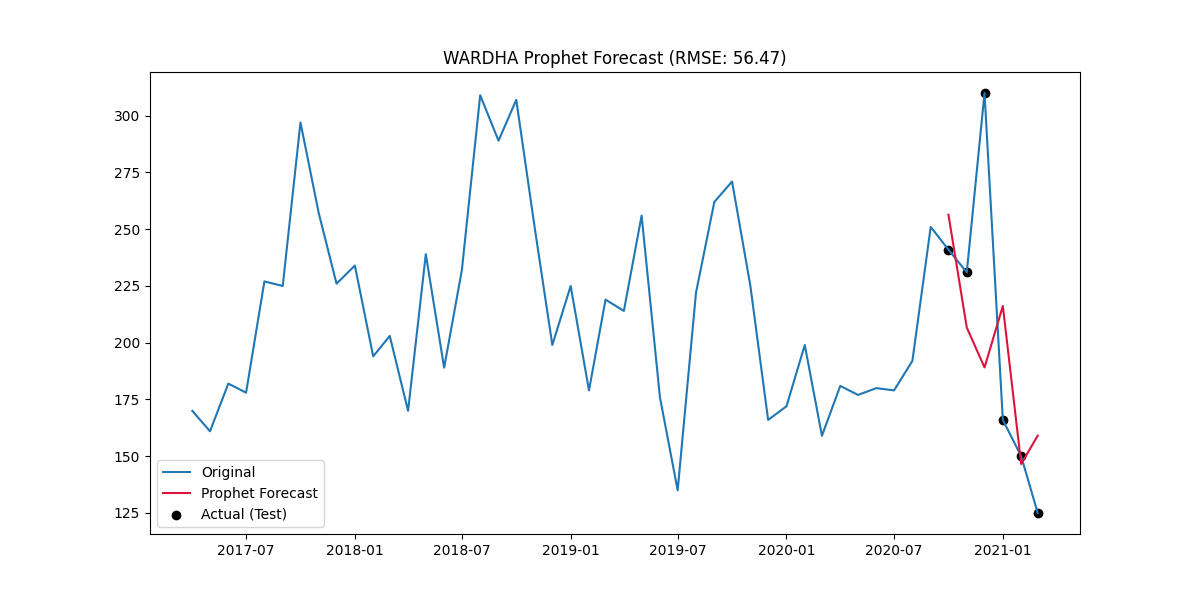 WARDHA Prophet Forecast (RMSE: 56.47)
300
275
250
225
200
175
150
125
Original
Prophet Forecast
Actual (Test)
2017-07 2018-01 2018-07 2019-01 2019-07 2020-01 2020-07 2021-01